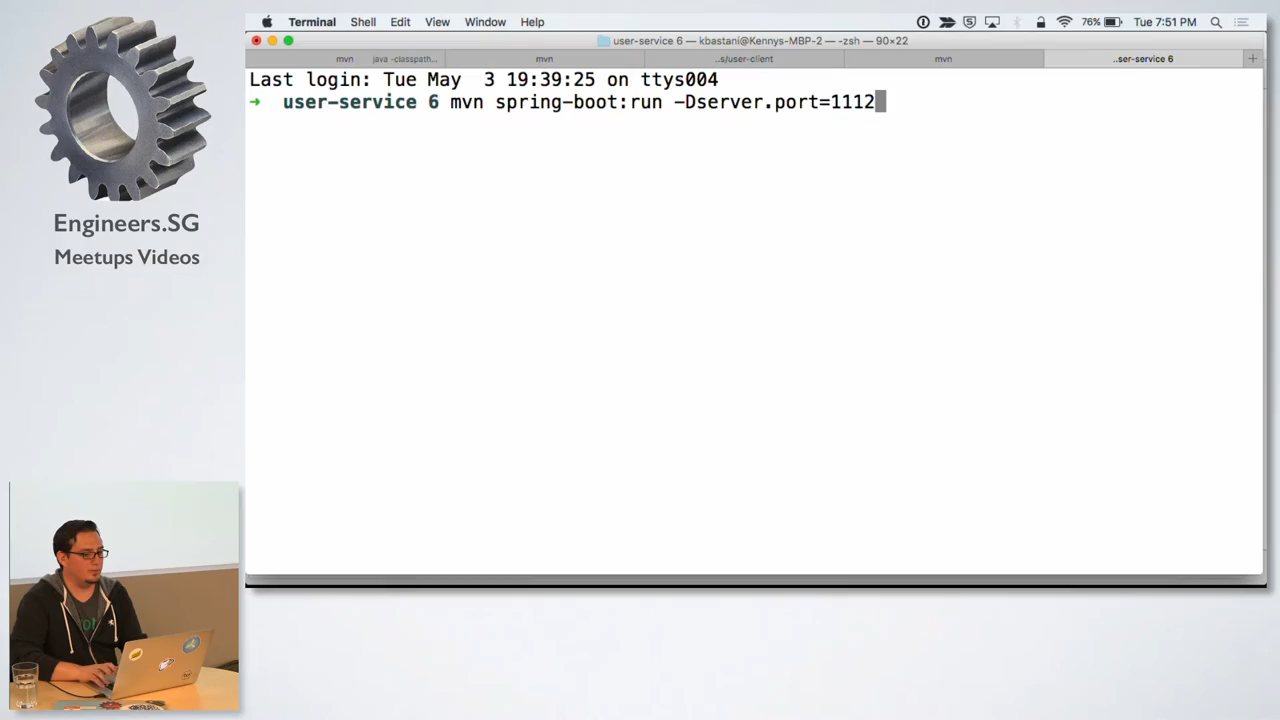 Terminal Shell Edit View Window Help 76% Tue 7:51 PM
user-service 6 — kbastani@Kennys-MBP-2 — -zsh — 90×22
mvn java -classpath... mvn ..s/user-client mvn ..ser-service 6
Last login: Tue May 3 19:39:25 on ttys004
➜ user-service 6 mvn spring-boot:run -Dserver.port=1112
Engineers.SG
Meetups Videos